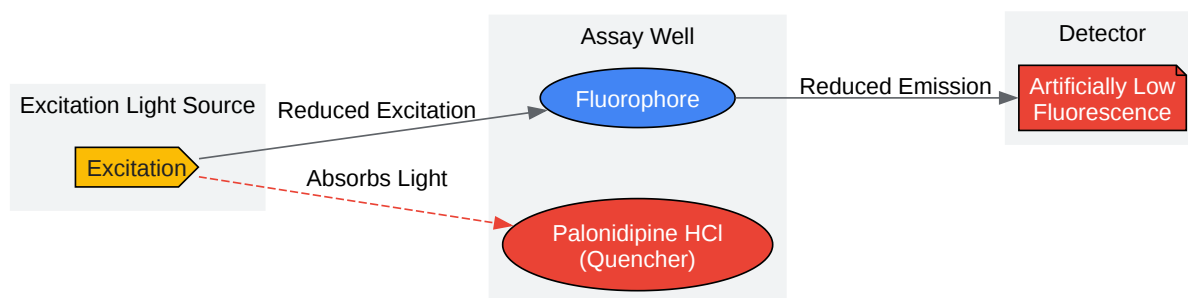 Excitation Light Source
Excitation
Reduced Excitation
Absorbs Light
Assay Well
Fluorophore
Palonidipine HCl
(Quencher)
Reduced Emission
Detector
Artificially Low
Fluorescence